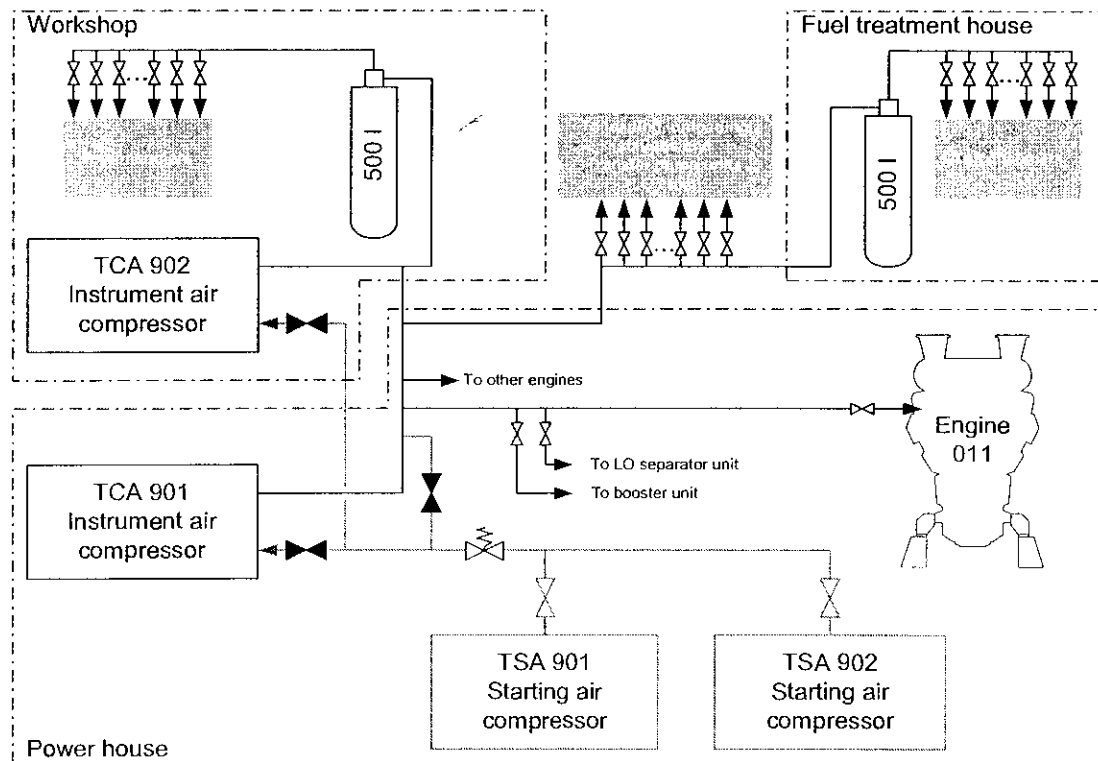 Workshop
Fuel treatment house
500 l
500 l
TCA 902
Instrument air
compressor
To other engines
Engine
011
To LO separator unit
To booster unit
TCA 901
Instrument air
compressor
TSA 901
Starting air
compressor
TSA 902
Starting air
compressor
Power house